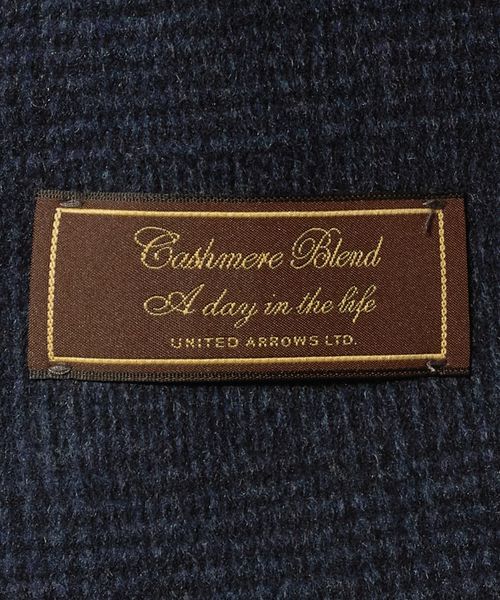 Cashmere Blend
A day in the life
UNITED ARROWS LTD.